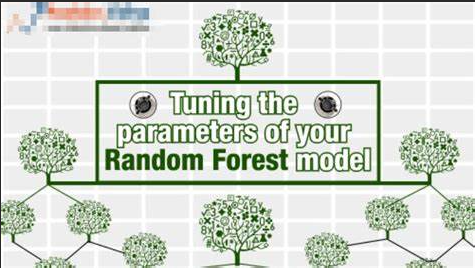 Tuning the
parameters of your
Random Forest model